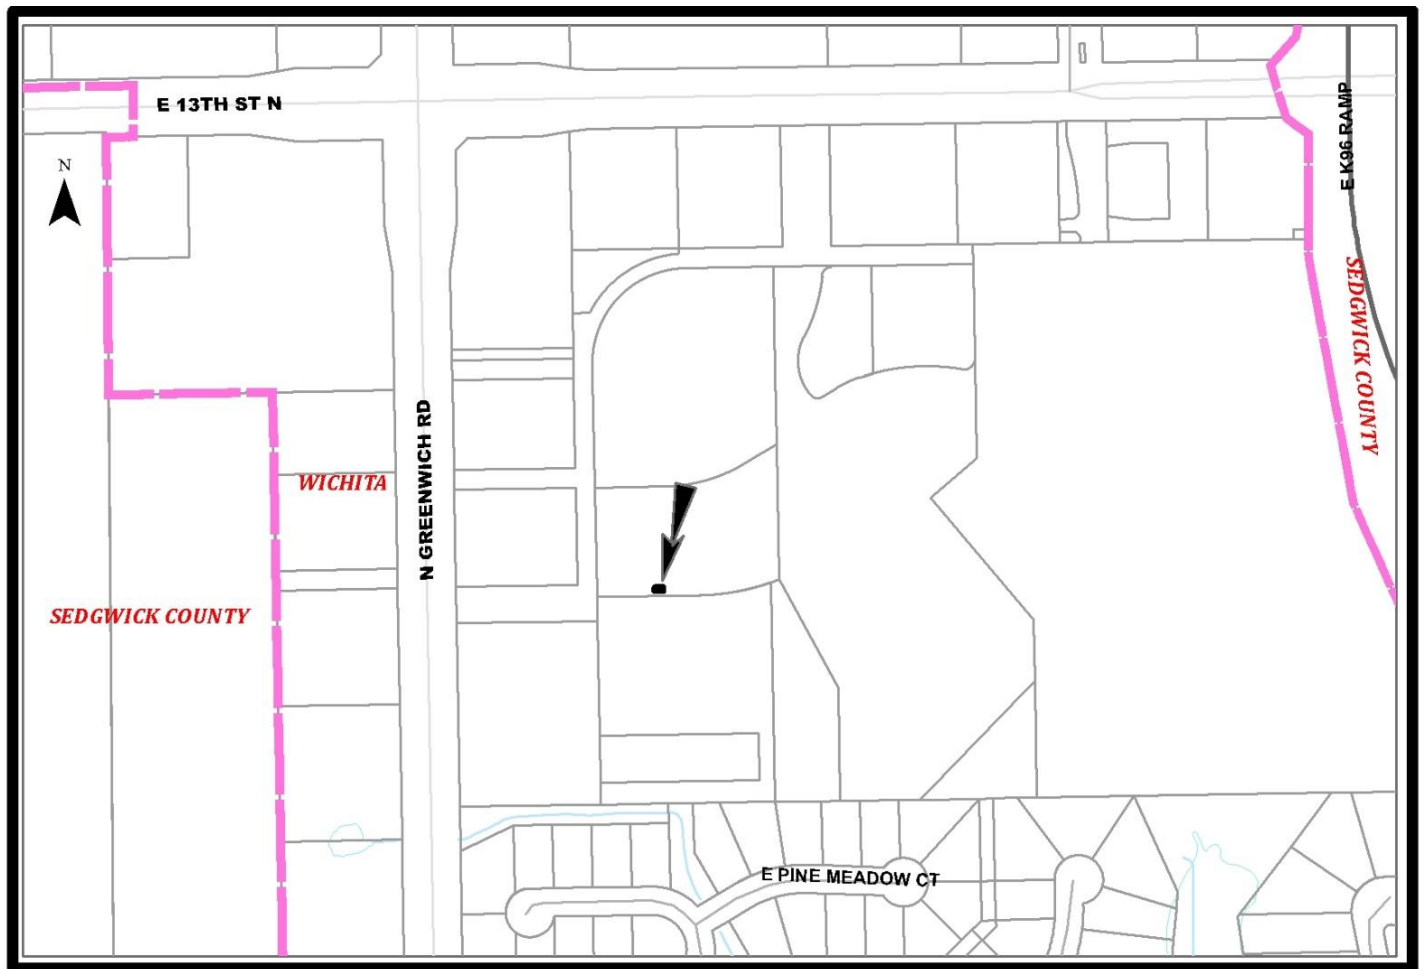 E 13TH ST N
E K96 RAMP
N
SEDGWICK COUNTY
N GREENWICH RD
WICHITA
SEDGWICK COUNTY
E PINE MEADOW CT